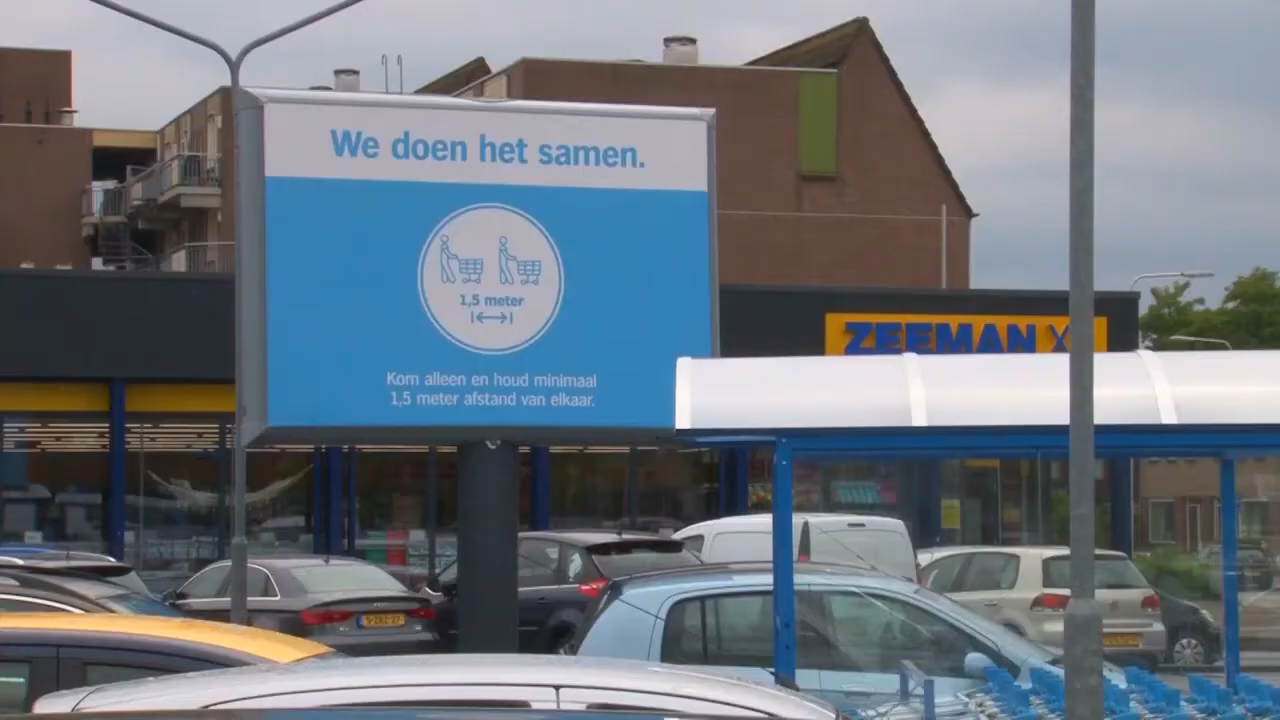 We doen het samen.
1,5 meter
Kom alleen en houd minimaal
1,5 meter afstand van elkaar.
ZEEMAN